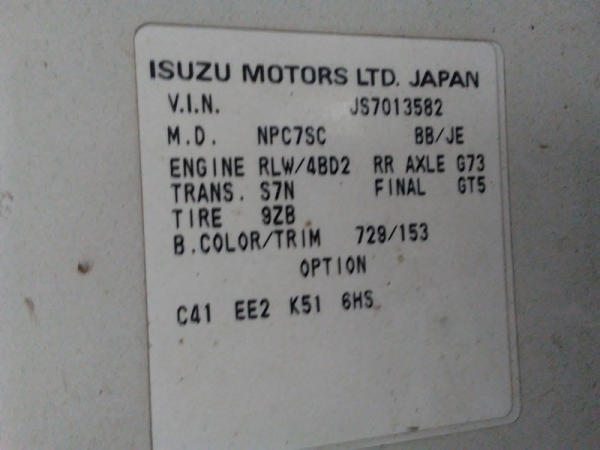 ISUZU MOTORS LTD. JAPAN
V.I.N. JS7013582
M.D. NPC7SC BB/JE
ENGINE RLW/4BD2 RR AXLE G73
TRANS. S7N FINAL GT5
TIRE 9ZB
B.COLOR/TRIM 729/153
OPTION
C41 EE2 K51 6HS